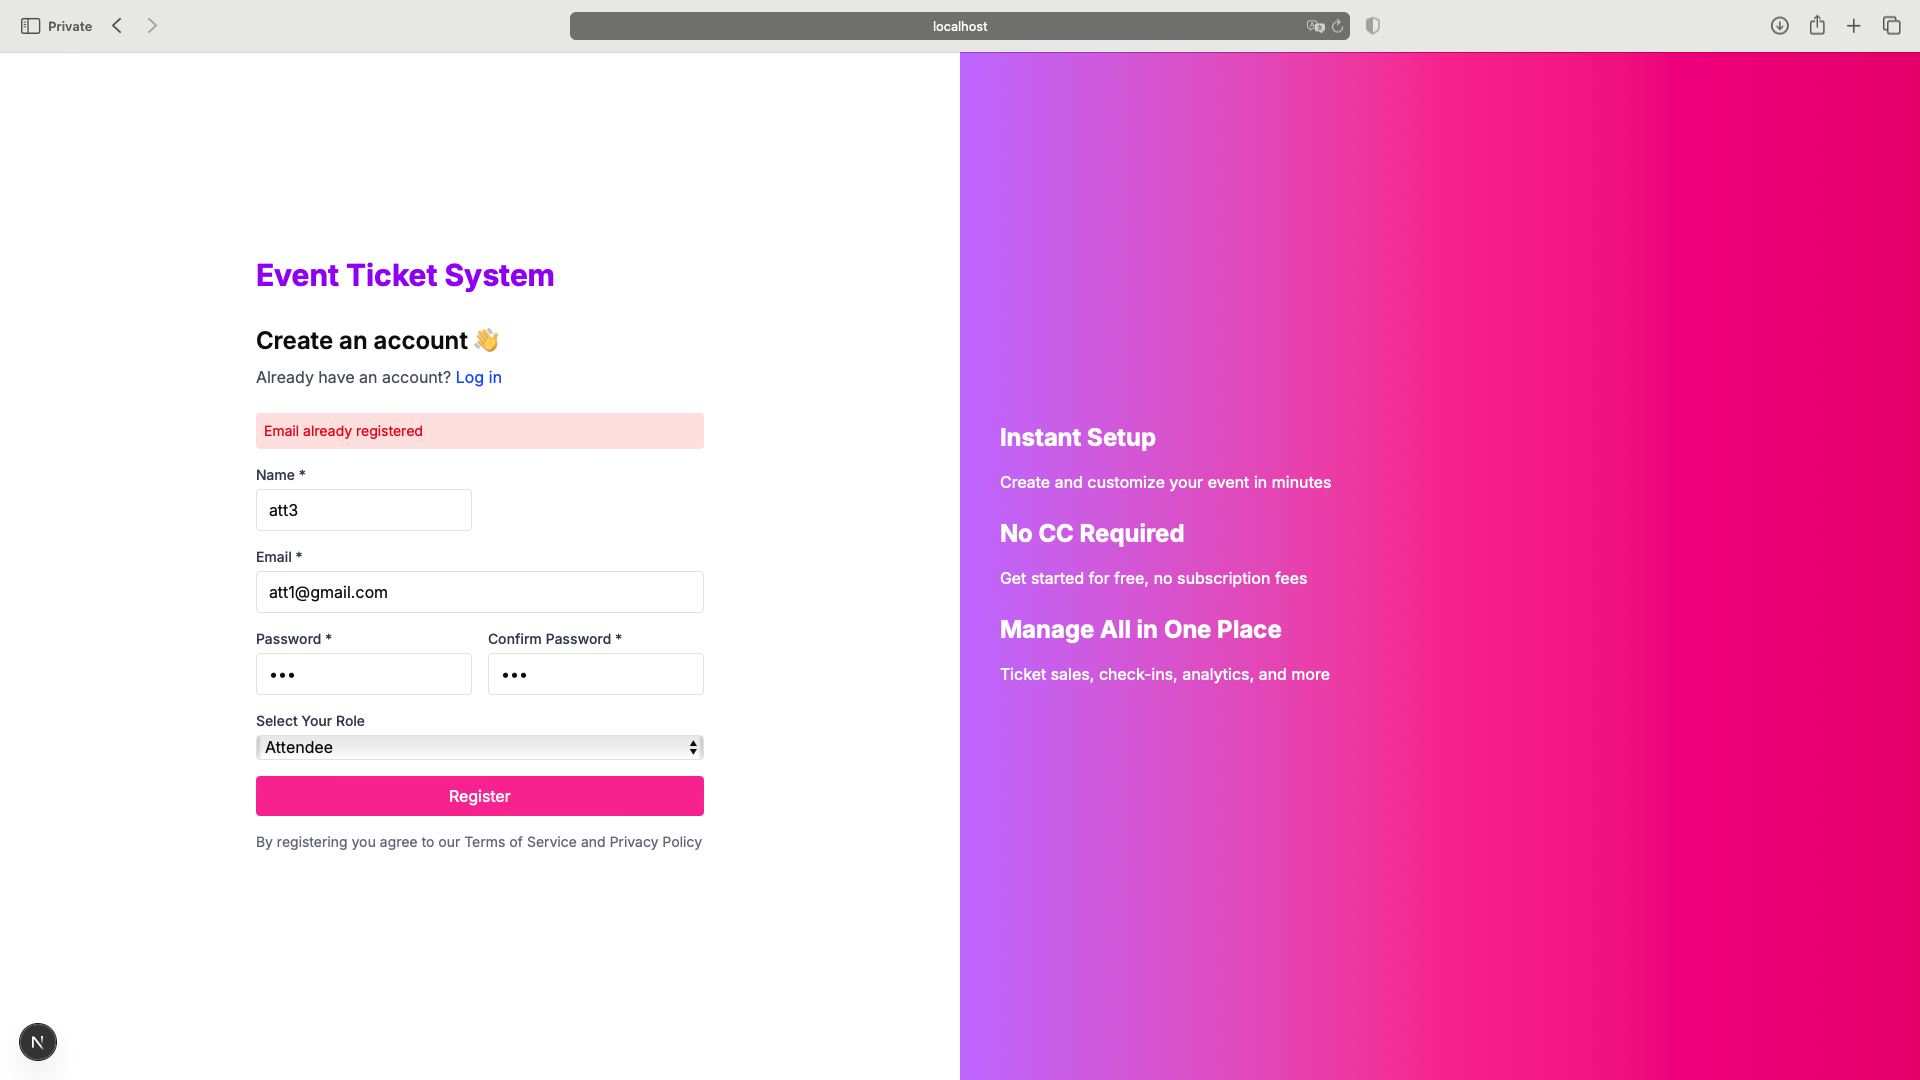 Private
localhost
Event Ticket System
Create an account 👋
Already have an account? Log in
Email already registered
Name *
att3
Email *
att1@gmail.com
Password * Confirm Password *
••• •••
Select Your Role
Attendee
Register
By registering you agree to our Terms of Service and Privacy Policy
N
Instant Setup
Create and customize your event in minutes
No CC Required
Get started for free, no subscription fees
Manage All in One Place
Ticket sales, check-ins, analytics, and more